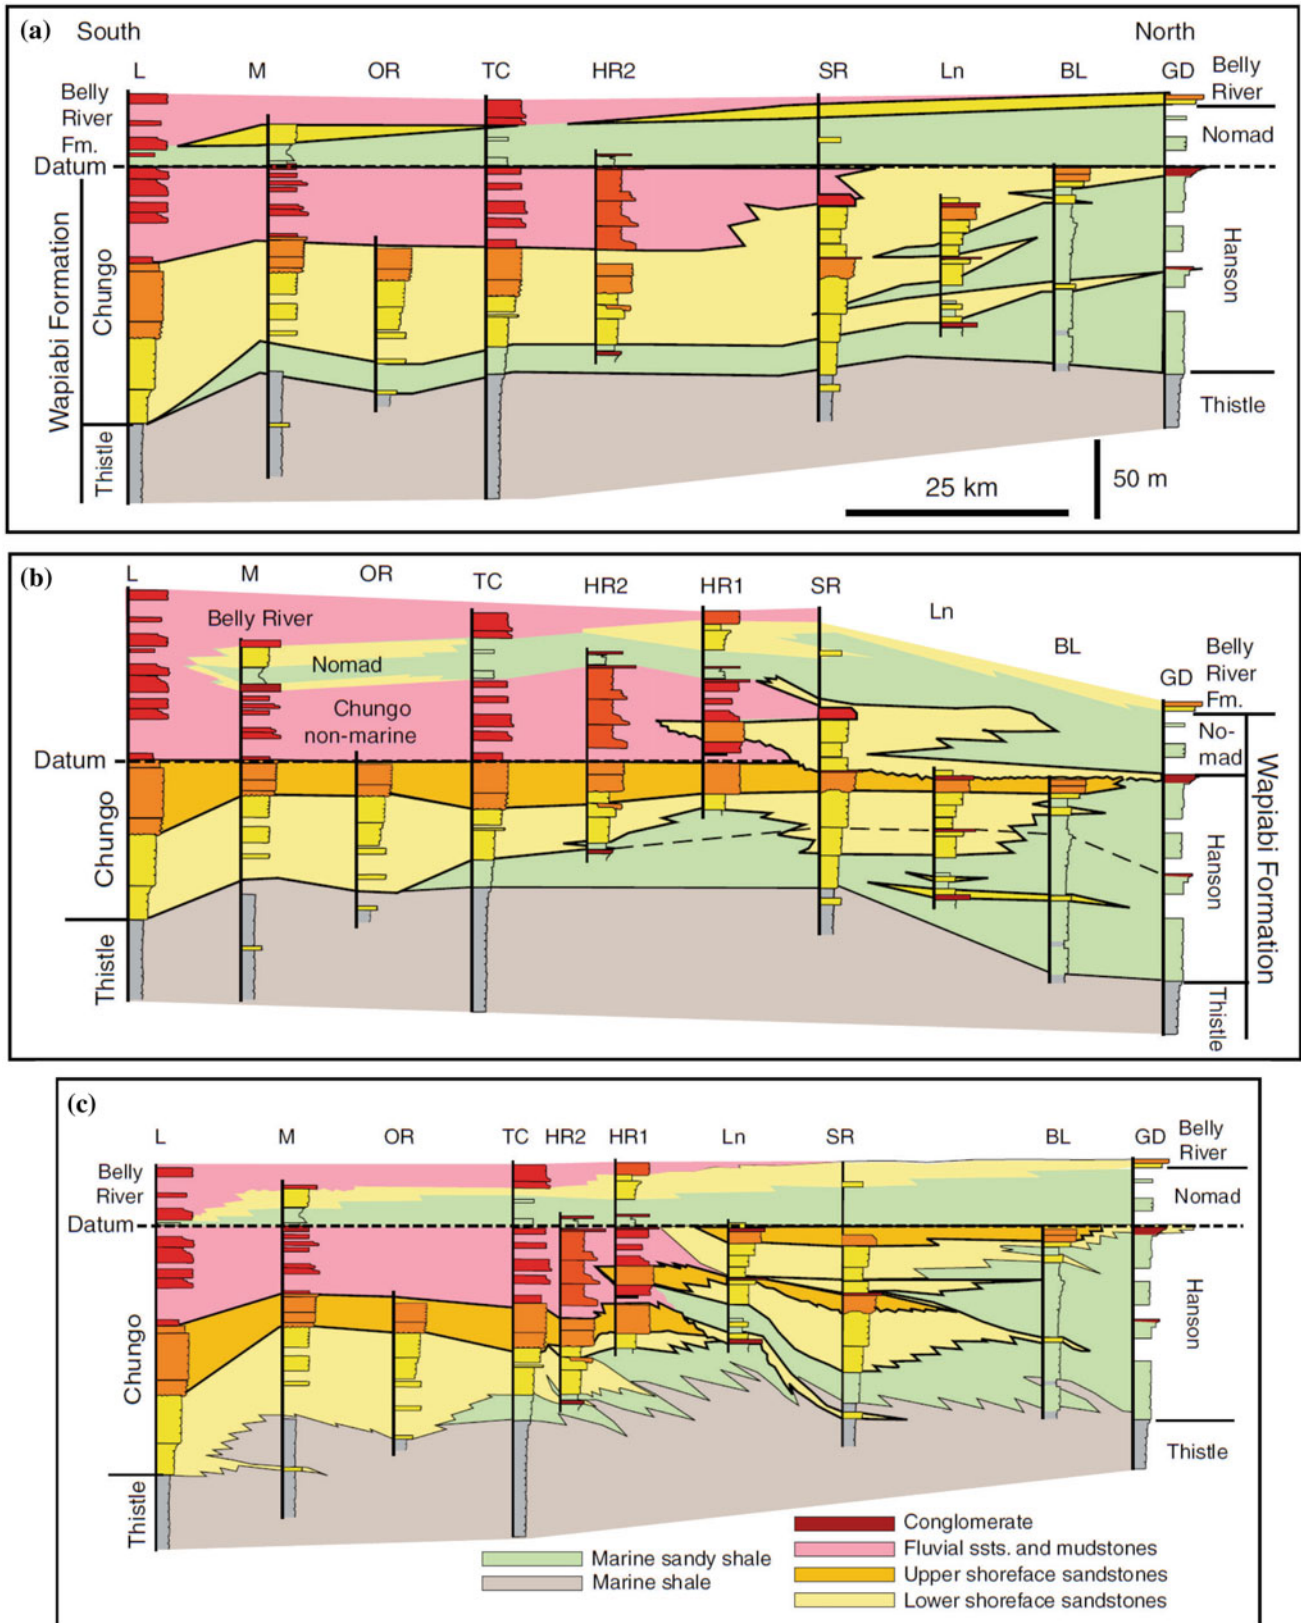 (a)
South
North
L
M
OR
TC
HR2
SR
Ln
BL
GD
Belly
River
Fm.
Belly
River
Nomad
Datum
Wapiabi Formation
Chungo
Thistle
Hanson
Thistle
25 km
50 m
(b)
L
M
OR
TC
HR2
HR1
SR
Ln
BL
GD
Belly River
Nomad
Chungo
non-marine
Belly
River
Fm.
No-
mad
Datum
Chungo
Thistle
Hanson
Thistle
Wapiabi Formation
(c)
L
M
OR
TC
HR2
HR1
Ln
SR
BL
GD
Belly
River
Belly
River
Nomad
Datum
Chungo
Thistle
Hanson
Thistle
Marine sandy shale
Marine shale
Conglomerate
Fluvial ssts. and mudstones
Upper shoreface sandstones
Lower shoreface sandstones